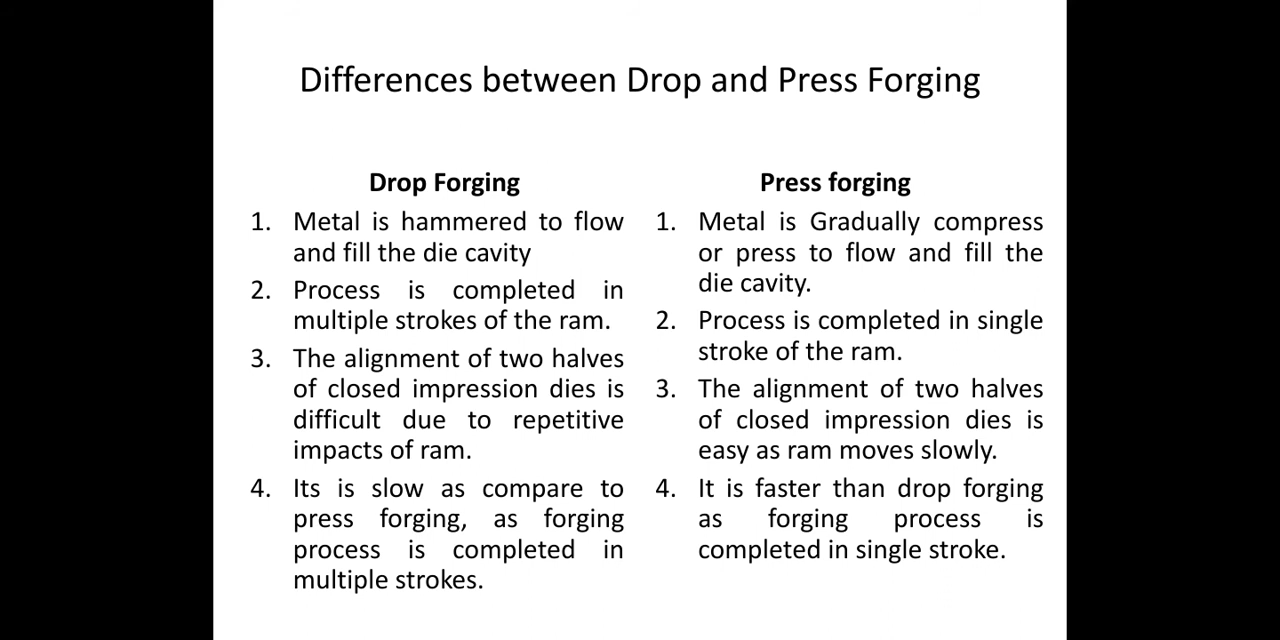 Differences between Drop and Press Forging
Drop Forging
1. Metal is hammered to flow
and fill the die cavity
2. Process is completed in
multiple strokes of the ram.
3. The alignment of two halves
of closed impression dies is
difficult due to repetitive
impacts of ram.
4. Its is slow as compare to
press forging, as forging
process is completed in
multiple strokes.
Press forging
1. Metal is Gradually compress
or press to flow and fill the
die cavity.
2. Process is completed in single
stroke of the ram.
3. The alignment of two halves
of closed impression dies is
easy as ram moves slowly.
4. It is faster than drop forging
as forging process is
completed in single stroke.